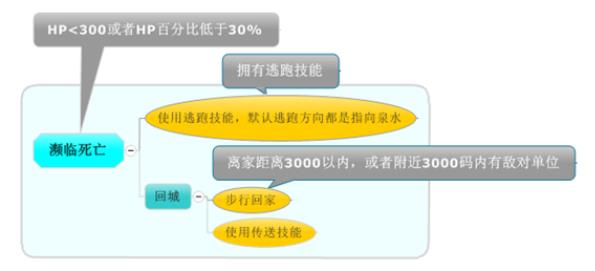 HP<300或者HP百分比低于30%
拥有逃跑技能
使用逃跑技能，默认逃跑方向都是指向泉水
濒临死亡
离家距离3000以内，或者附近3000码内有敌对单位
回城
步行回家
使用传送技能